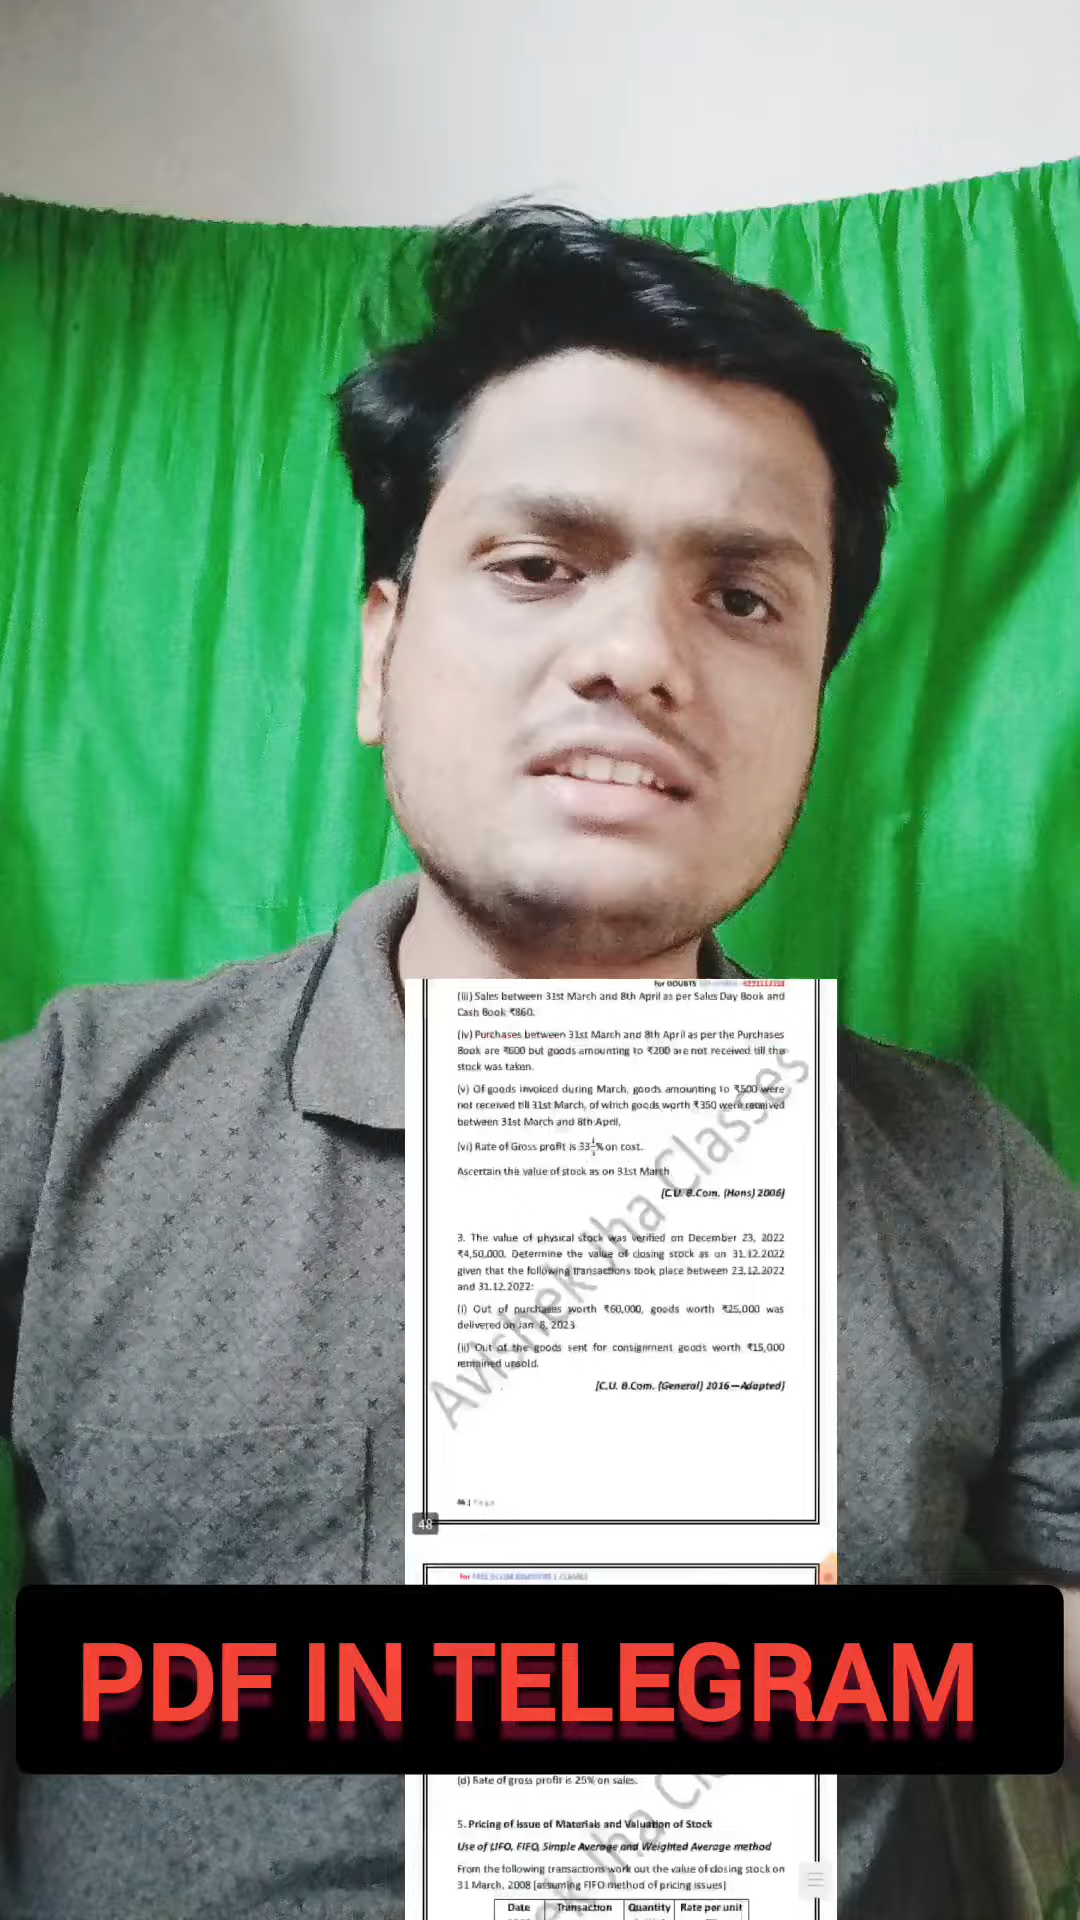 For DOUBTS
(iii) Sales between 31st March and 8th April as per Sales Day Book and
Cash Book ₹860.
(iv) Purchases between 31st March and 8th April as per the Purchases
Book are ₹600 but goods amounting to ₹200 are not received till the
stock was taken.
(v) Of goods invoiced during March, goods amounting to ₹500 were
not received till 31st March, of which goods worth ₹350 were received
between 31st March and 8th April,
(vi) Rate of Gross profit is 33 1/3 % on cost.
Ascertain the value of stock as on 31st March
[C.U. B.Com. (Hons) 2006]
3. The value of physical stock was verified on December 23, 2022
₹4,50,000. Determine the value of closing stock as on 31.12.2022
given that the following transactions took place between 23.12.2022
and 31.12.2022:
(i) Out of purchases worth ₹60,000, goods worth ₹25,000 was
delivered on Jan. 8, 2023
(ii) Out of the goods sent for consignment goods worth ₹15,000
remained unsold.
[C.U. B.Com. (General) 2016—Adapted]
Avishek Jha Classes
46 | Page
48
For
PDF IN TELEGRAM
(d) Rate of gross profit is 25% on sales.
5. Pricing of Issue of Materials and Valuation of Stock
Use of LIFO, FIFO, Simple Average and Weighted Average method
From the following transactions work out the value of closing stock on
31 March, 2008 [assuming FIFO method of pricing issues]
Date Transaction Quantity Rate per unit